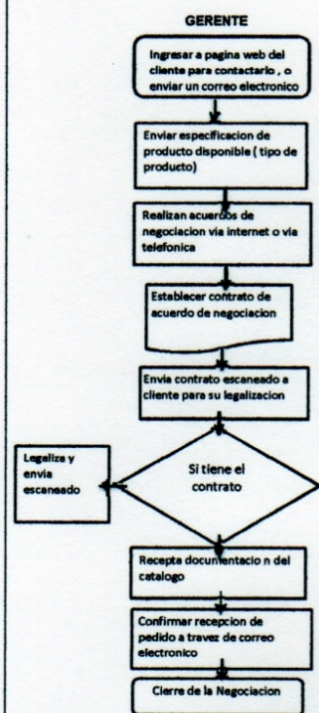 GERENTE
Ingresar a pagina web del
cliente para contactarlo , o
enviar un correo electronico
Enviar especificacion de
producto disponible ( tipo de
producto)
Realizan acuerdos de
negociacion via internet o via
telefonica
Establecer contrato de
acuerdo de negociacion
Envia contrato escaneado a
cliente para su legalizacion
Si tiene el
contrato
Legaliza y
envia
escaneado
Recepta documentacio n del
catalogo
Confirmar recepcion de
pedido a travez de correo
electronico
Cierre de la Negociacion